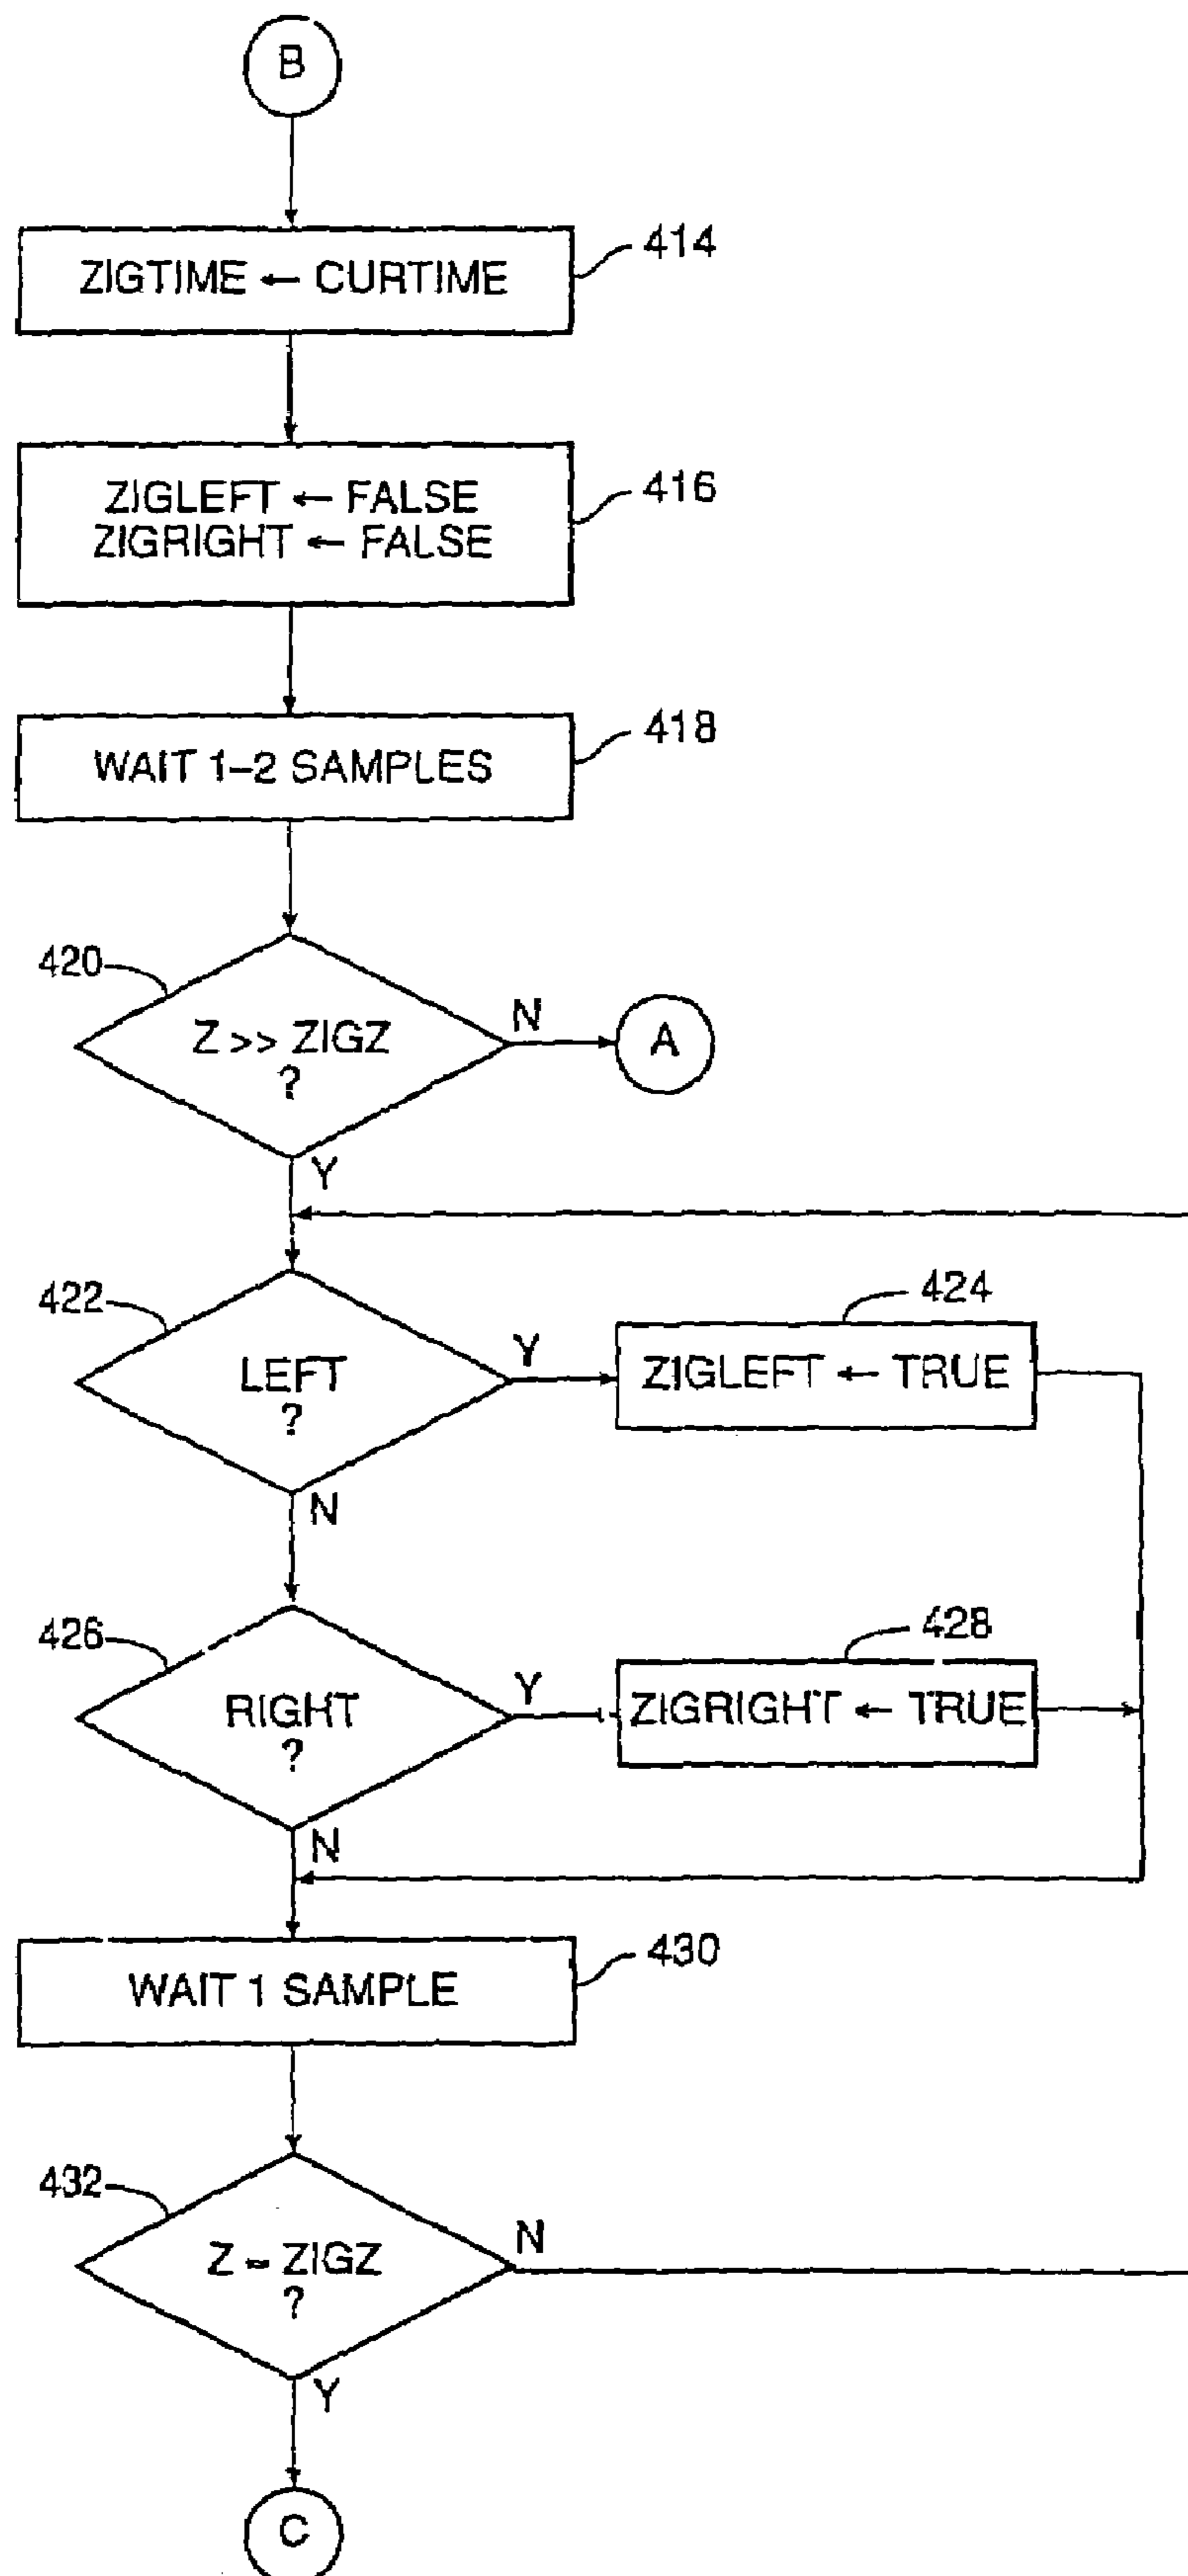 B
ZIGTIME ← CURTIME
414
ZIGLEFT ← FALSE
ZIGRIGHT ← FALSE
416
WAIT 1–2 SAMPLES
418
420
Z >> ZIGZ
?
N
A
Y
422
LEFT
?
Y
424
ZIGLEFT ← TRUE
N
426
RIGHT
?
Y
428
ZIGRIGHT ← TRUE
N
WAIT 1 SAMPLE
430
432
Z ≈ ZIGZ
?
N
Y
C